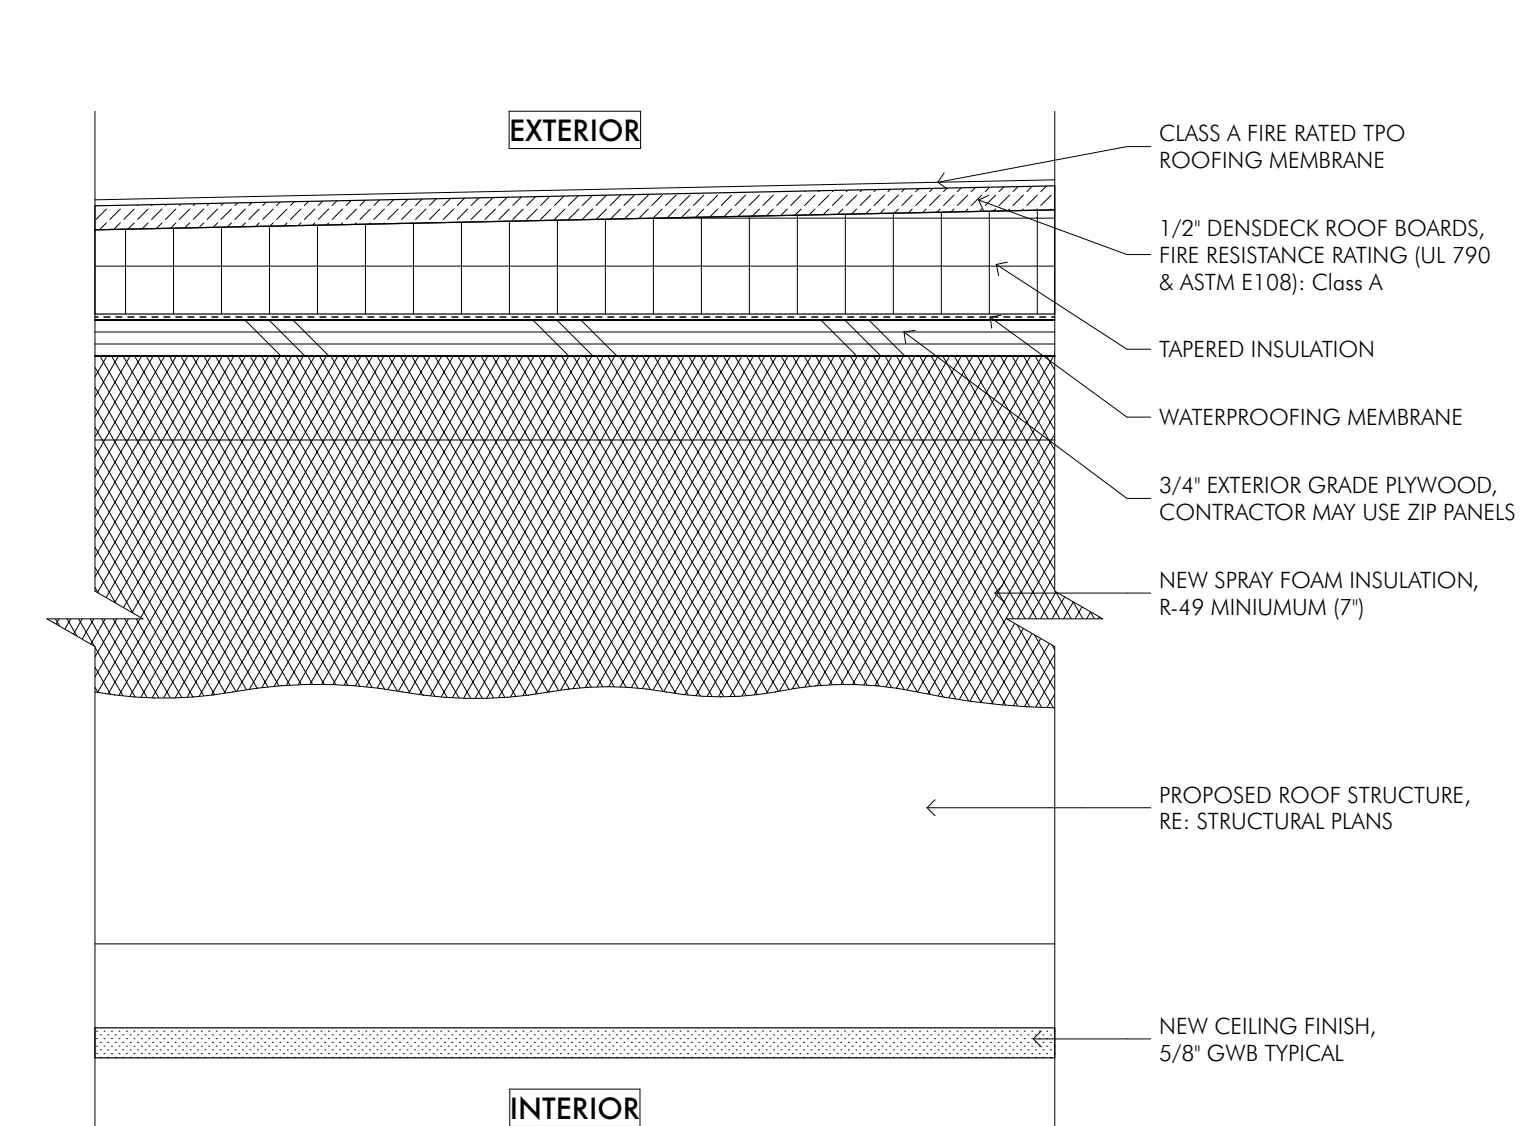 EXTERIOR
CLASS A FIRE RATED TPO
ROOFING MEMBRANE
1/2" DENSDECK ROOF BOARDS,
FIRE RESISTANCE RATING (UL 790
& ASTM E108): Class A
TAPERED INSULATION
WATERPROOFING MEMBRANE
3/4" EXTERIOR GRADE PLYWOOD,
CONTRACTOR MAY USE ZIP PANELS
NEW SPRAY FOAM INSULATION,
R-49 MINIUMUM (7")
PROPOSED ROOF STRUCTURE,
RE: STRUCTURAL PLANS
NEW CEILING FINISH,
5/8" GWB TYPICAL
INTERIOR